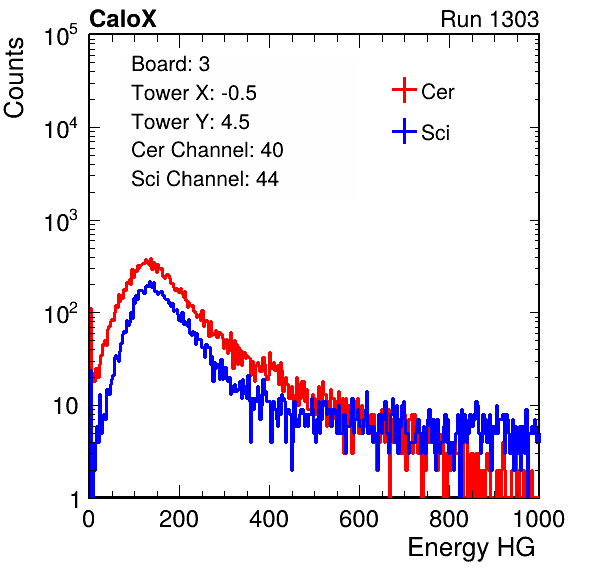 CaloX Run 1303
Counts
10^5
10^4
10^3
10^2
10
1
Board: 3
Tower X: -0.5
Tower Y: 4.5
Cer Channel: 40
Sci Channel: 44
Cer
Sci
0 200 400 600 800 1000
Energy HG